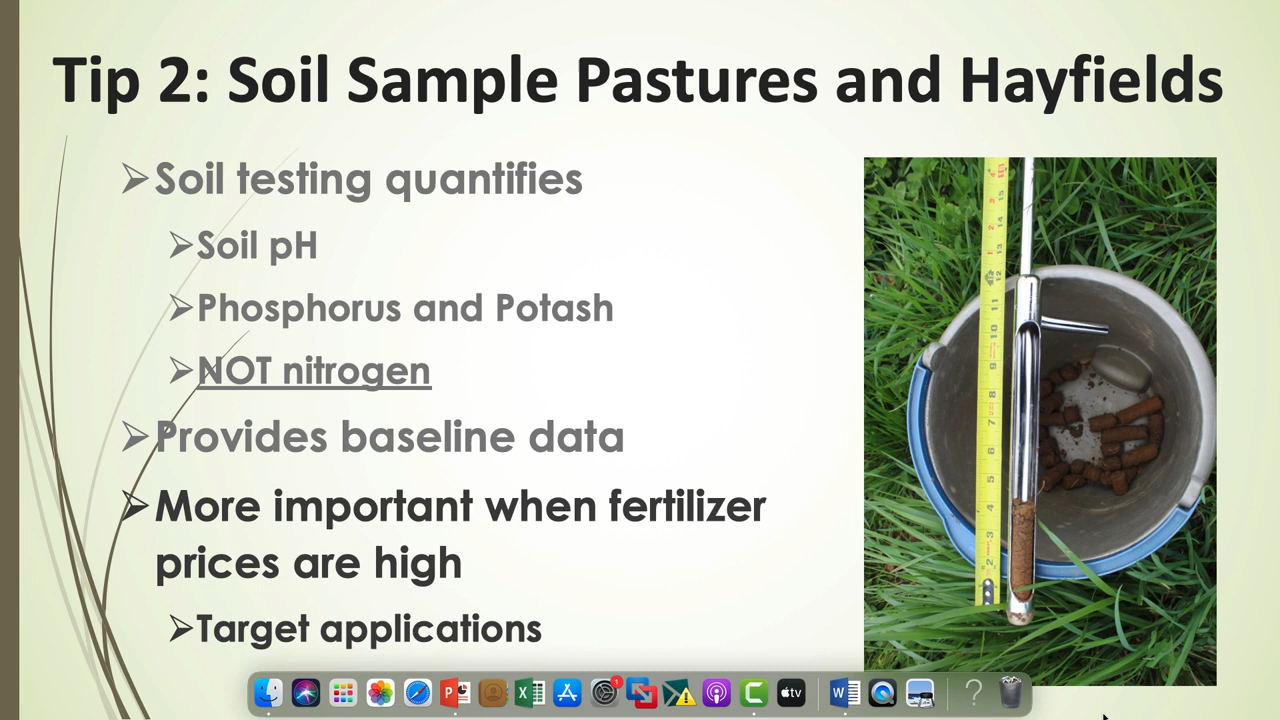 Tip 2: Soil Sample Pastures and Hayfields
Soil testing quantifies
Soil pH
Phosphorus and Potash
NOT nitrogen
Provides baseline data
More important when fertilizer
prices are high
Target applications